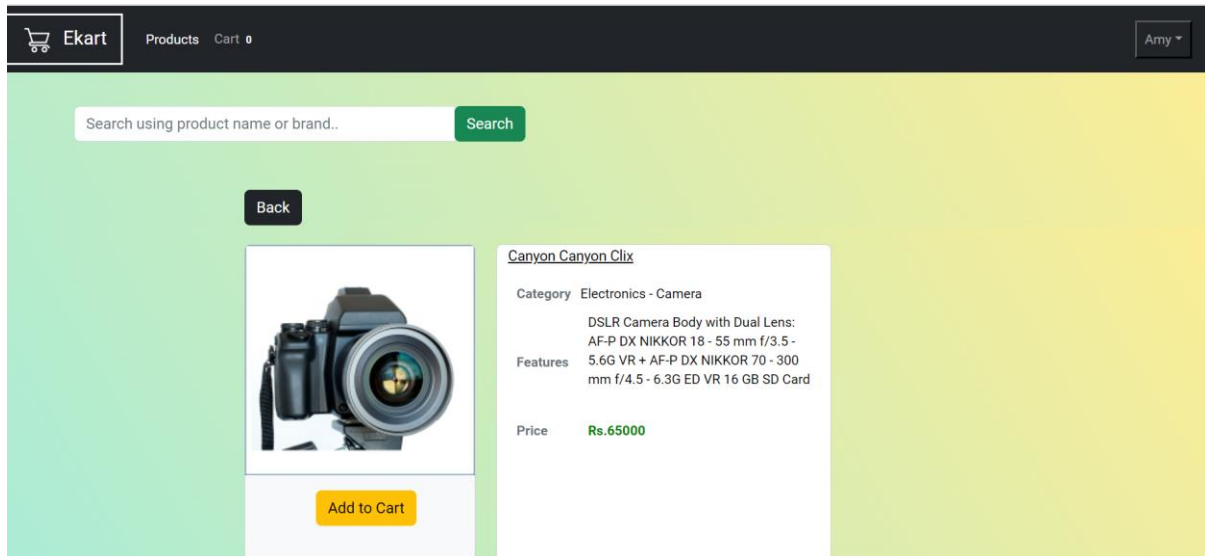 Ekart Products Cart 0 Amy
Search using product name or brand.. Search
Back
Canyon Canyon Clix
Category Electronics - Camera
Features DSLR Camera Body with Dual Lens:
AF-P DX NIKKOR 18 - 55 mm f/3.5 -
5.6G VR + AF-P DX NIKKOR 70 - 300
mm f/4.5 - 6.3G ED VR 16 GB SD Card
Price Rs.65000
Add to Cart